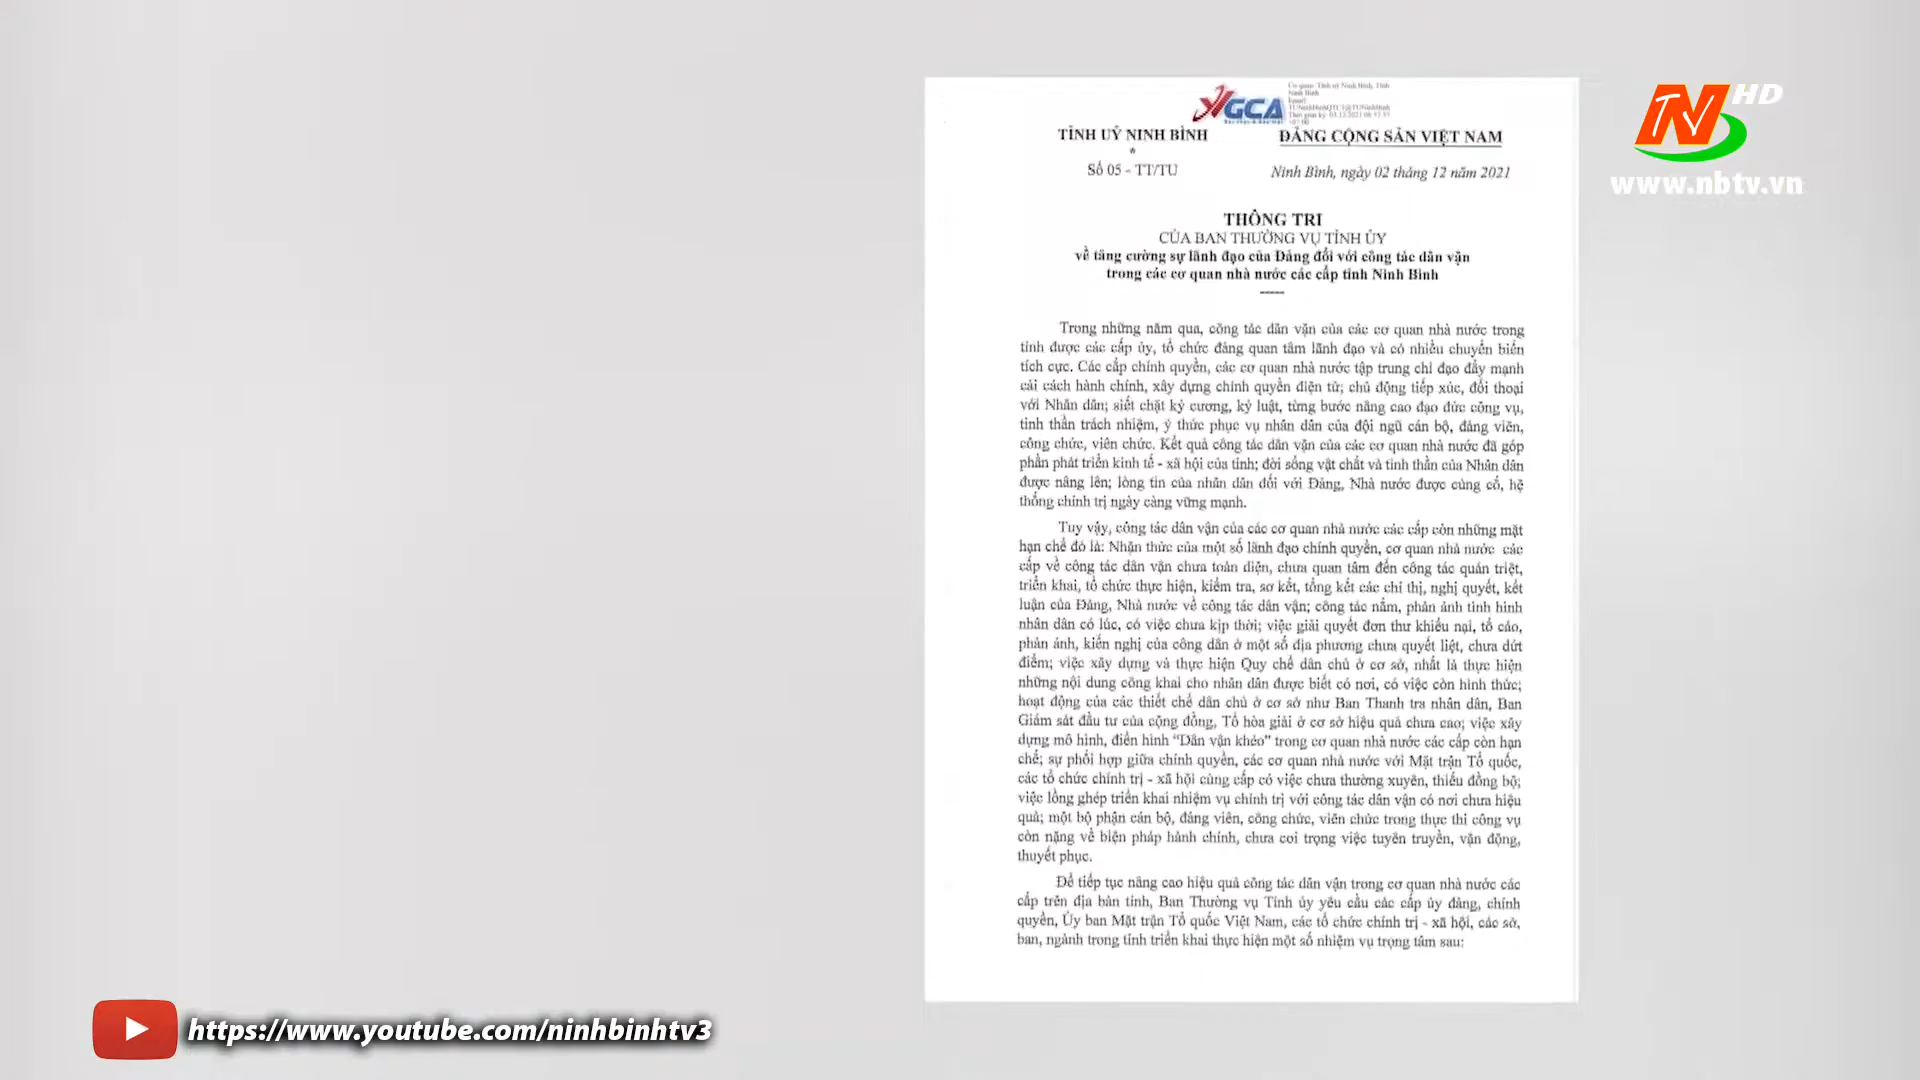 YGCA
Cơ quan: Tỉnh uỷ Ninh Bình, Tỉnh
Ninh Bình
Email:
TỈNH UỶ NINH BÌNH
*
Số 05 - TT/TU
ĐẢNG CỘNG SẢN VIỆT NAM
Ninh Bình, ngày 02 tháng 12 năm 2021
THÔNG TRI
CỦA BAN THƯỜNG VỤ TỈNH ỦY
về tăng cường sự lãnh đạo của Đảng đối với công tác dân vận
trong các cơ quan nhà nước các cấp tỉnh Ninh Bình
Trong những năm qua, công tác dân vận của các cơ quan nhà nước trong
tỉnh được các cấp ủy, tổ chức đảng quan tâm lãnh đạo và có nhiều chuyển biến
tích cực. Các cấp chính quyền, các cơ quan nhà nước tập trung chỉ đạo đẩy mạnh
cải cách hành chính, xây dựng chính quyền điện tử; chủ động tiếp xúc, đối thoại
với Nhân dân; siết chặt kỷ cương, kỷ luật, từng bước nâng cao đạo đức công vụ,
tinh thần trách nhiệm, ý thức phục vụ nhân dân của đội ngũ cán bộ, đảng viên,
công chức, viên chức. Kết quả công tác dân vận của các cơ quan nhà nước đã góp
phần phát triển kinh tế - xã hội của tỉnh; đời sống vật chất và tinh thần của Nhân dân
được nâng lên; lòng tin của nhân dân đối với Đảng, Nhà nước được củng cố, hệ
thống chính trị ngày càng vững mạnh.
Tuy vậy, công tác dân vận của các cơ quan nhà nước các cấp còn những mặt
hạn chế đó là: Nhận thức của một số lãnh đạo chính quyền, cơ quan nhà nước các
cấp về công tác dân vận chưa toàn diện, chưa quan tâm đến công tác quán triệt,
triển khai, tổ chức thực hiện, kiểm tra, sơ kết, tổng kết các chỉ thị, nghị quyết, kết
luận của Đảng, Nhà nước về công tác dân vận; công tác nắm, phản ánh tình hình
nhân dân có lúc, có việc chưa kịp thời; việc giải quyết đơn thư khiếu nại, tố cáo,
phản ánh, kiến nghị của công dân ở một số địa phương chưa quyết liệt, chưa dứt
điểm; việc xây dựng và thực hiện Quy chế dân chủ ở cơ sở, nhất là thực hiện
những nội dung công khai cho nhân dân được biết có nơi, có việc còn hình thức;
hoạt động của các thiết chế dân chủ ở cơ sở như Ban Thanh tra nhân dân, Ban
Giám sát đầu tư của cộng đồng, Tổ hòa giải ở cơ sở hiệu quả chưa cao; việc xây
dựng mô hình, điển hình “Dân vận khéo” trong cơ quan nhà nước các cấp còn hạn
chế; sự phối hợp giữa chính quyền, các cơ quan nhà nước với Mặt trận Tổ quốc,
các tổ chức chính trị - xã hội cùng cấp có việc chưa thường xuyên, thiếu đồng bộ;
việc lồng ghép triển khai nhiệm vụ chính trị với công tác dân vận có nơi chưa hiệu
quả; một bộ phận cán bộ, đảng viên, công chức, viên chức trong thực thi công vụ
còn nặng về biện pháp hành chính, chưa coi trọng việc tuyên truyền, vận động,
thuyết phục.
Để tiếp tục nâng cao hiệu quả công tác dân vận trong cơ quan nhà nước các
cấp trên địa bàn tỉnh, Ban Thường vụ Tỉnh ủy yêu cầu các cấp ủy đảng, chính
quyền, Ủy ban Mặt trận Tổ quốc Việt Nam, các tổ chức chính trị - xã hội, các sở,
ban, ngành trong tỉnh triển khai thực hiện một số nhiệm vụ trọng tâm sau:
NTV HD
www.nbtv.vn
https://www.youtube.com/ninhbinhtv3